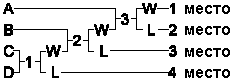 A 3 W 1 место
B 2 W L 2 место
C 1 W L 3 место
D L 4 место